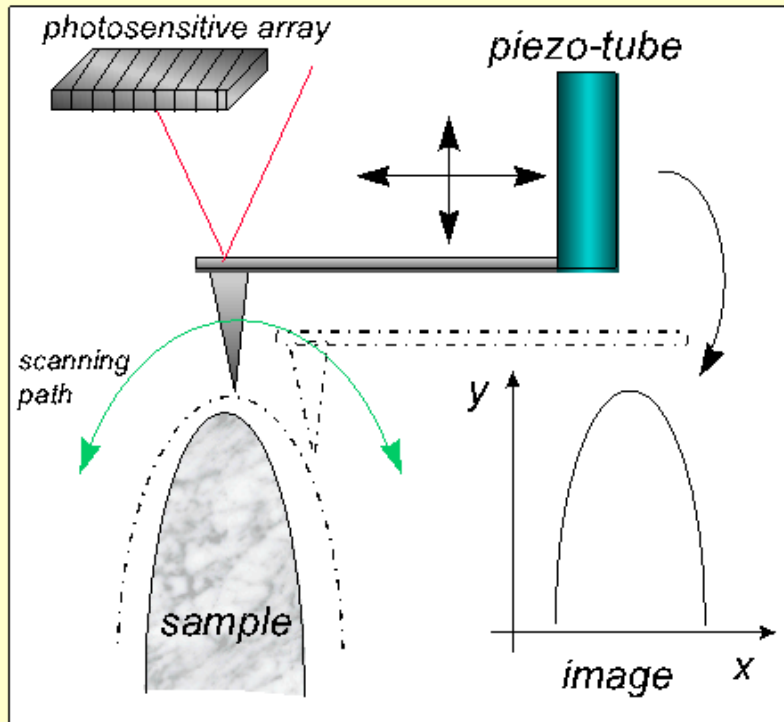 photosensitive array
piezo-tube
scanning
path
y
sample
image
x